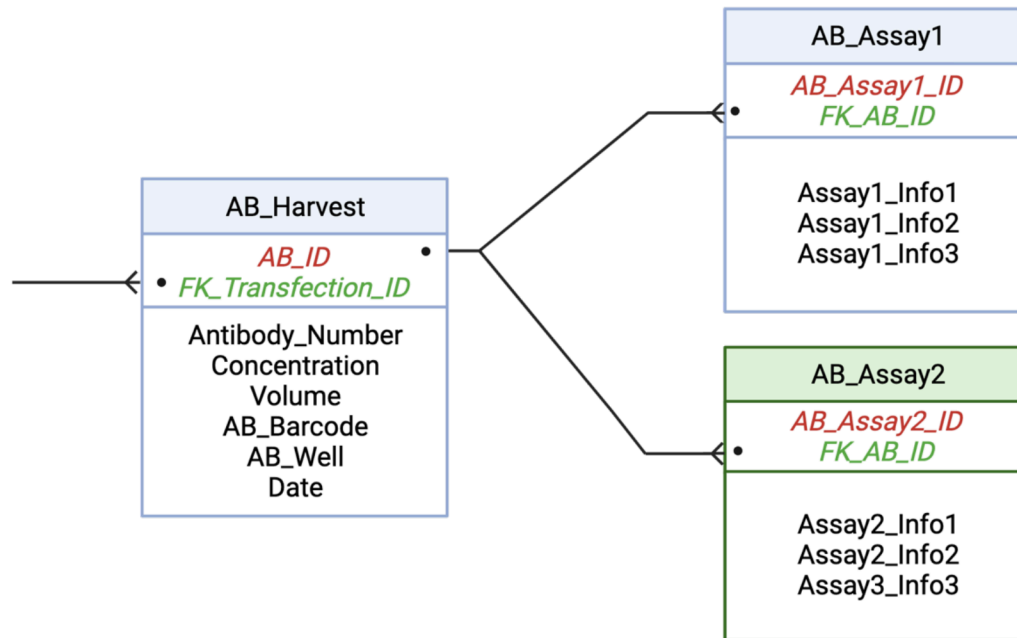 AB_Harvest
AB_ID
FK_Transfection_ID
Antibody_Number
Concentration
Volume
AB_Barcode
AB_Well
Date
AB_Assay1
AB_Assay1_ID
FK_AB_ID
Assay1_Info1
Assay1_Info2
Assay1_Info3
AB_Assay2
AB_Assay2_ID
FK_AB_ID
Assay2_Info1
Assay2_Info2
Assay3_Info3